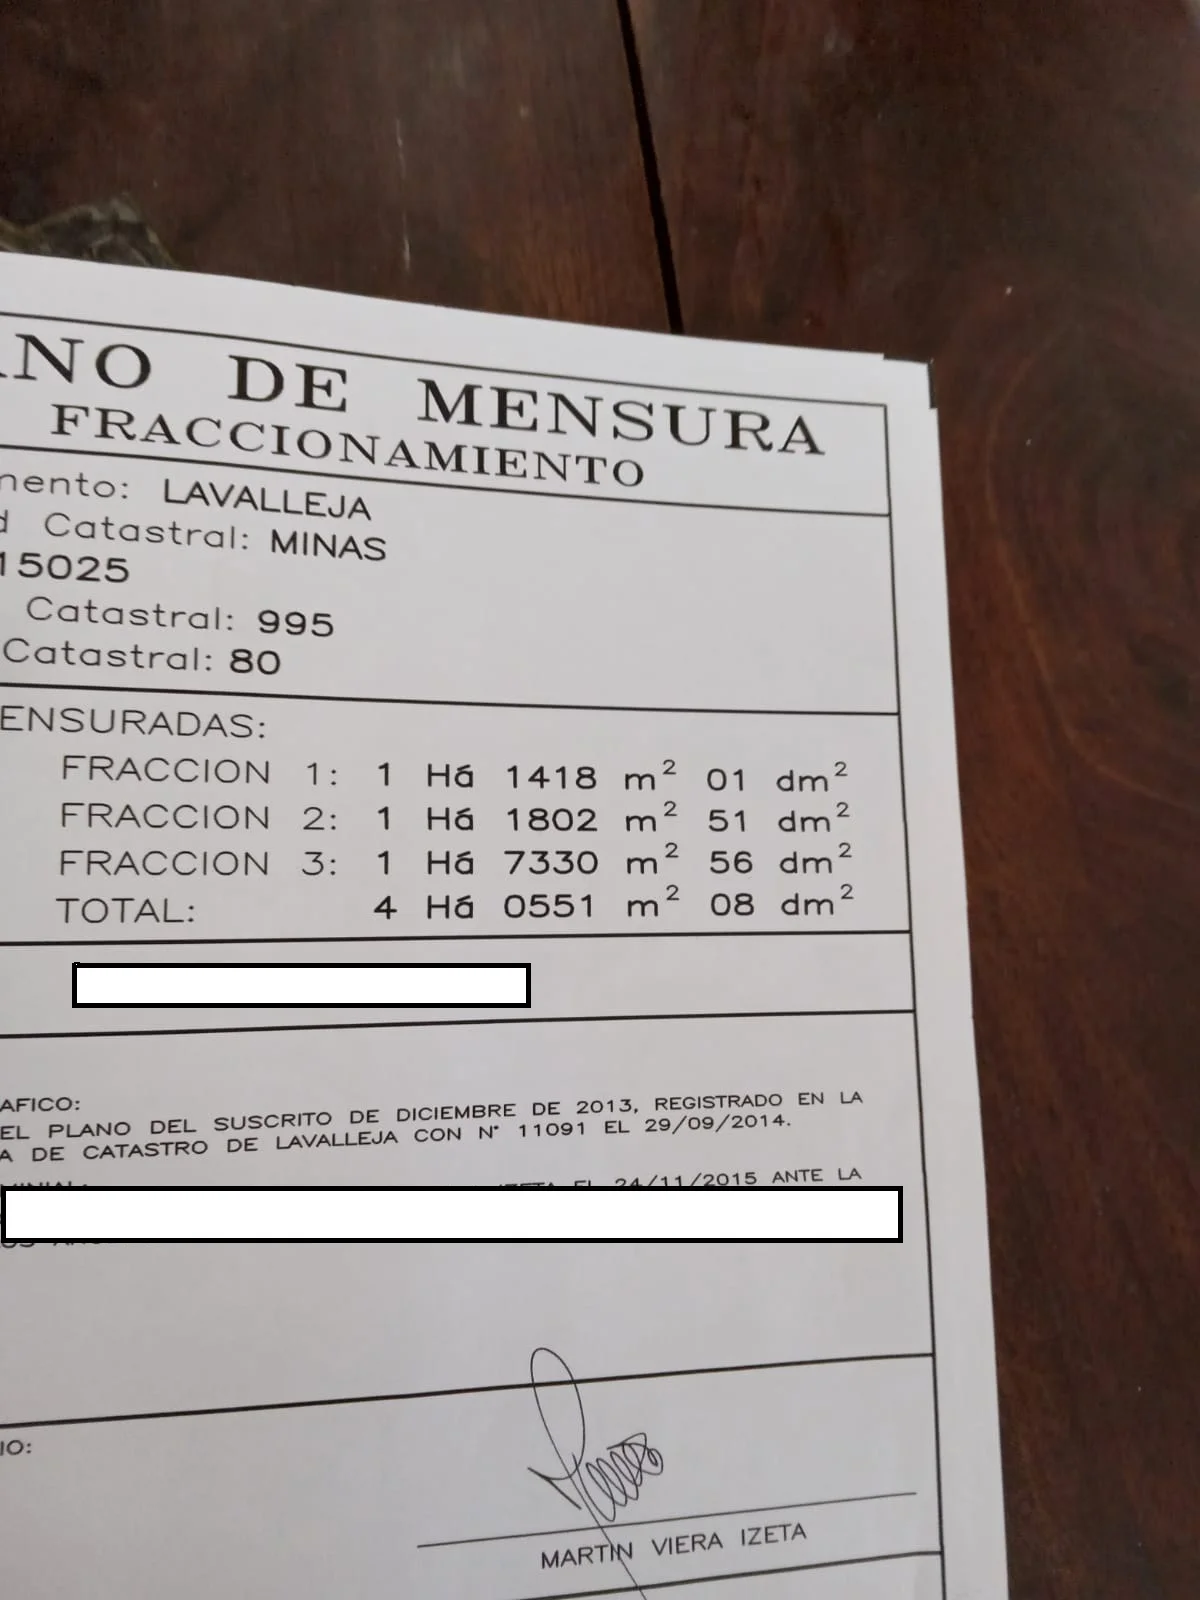 NO DE MENSURA
FRACCIONAMIENTO
mento: LAVALLEJA
d Catastral: MINAS
15025
Catastral: 995
Catastral: 80
ENSURADAS:
FRACCION 1: 1 Há 1418 m² 01 dm²
FRACCION 2: 1 Há 1802 m² 51 dm²
FRACCION 3: 1 Há 7330 m² 56 dm²
TOTAL: 4 Há 0551 m² 08 dm²
AFICO:
EL PLANO DEL SUSCRITO DE DICIEMBRE DE 2013, REGISTRADO EN LA
A DE CATASTRO DE LAVALLEJA CON N° 11091 EL 29/09/2014.
EL 24/11/2015 ANTE LA
IO:
MARTIN VIERA IZETA